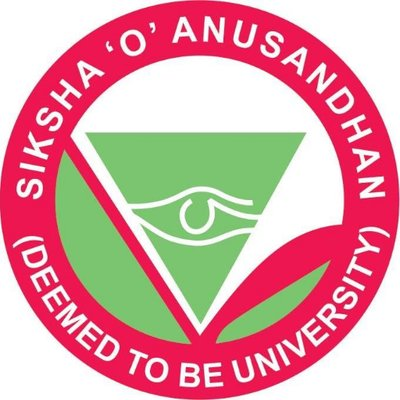 SIKSHA 'O' ANUSANDHAN
(DEEMED TO BE UNIVERSITY)